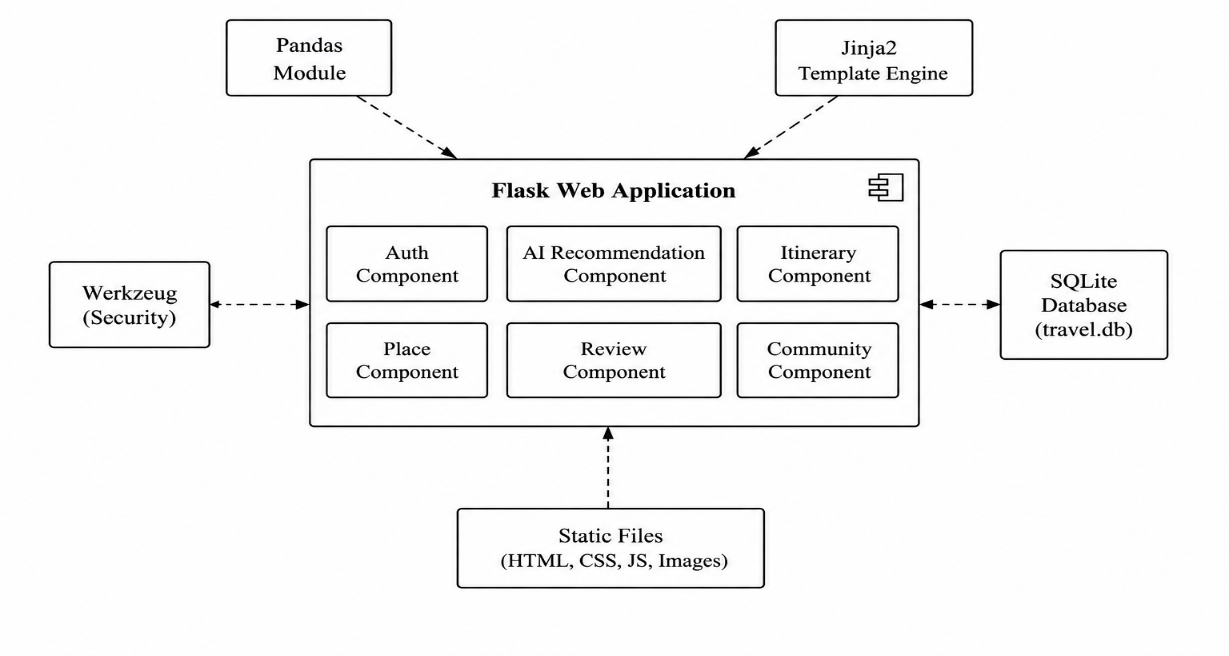 Pandas
Module
Jinja2
Template Engine
Flask Web Application
Auth
Component
AI Recommendation
Component
Itinerary
Component
Werkzeug
(Security)
SQLite
Database
(travel.db)
Place
Component
Review
Component
Community
Component
Static Files
(HTML, CSS, JS, Images)